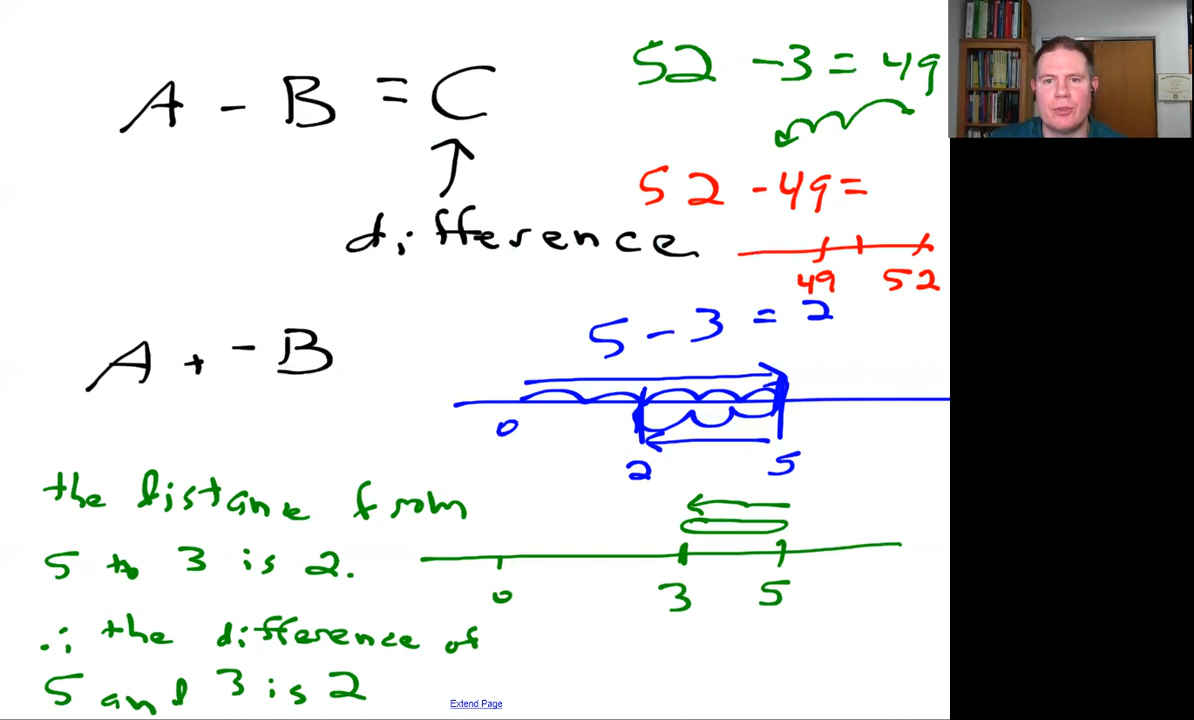 A - B = C
difference
52 - 3 = 49
52 - 49 =
49 52
5 - 3 = 2
A + - B
0 2 5
the distance from
5 to 3 is 2.
0 3 5
∴ the difference of
5 and 3 is 2
Extend Page